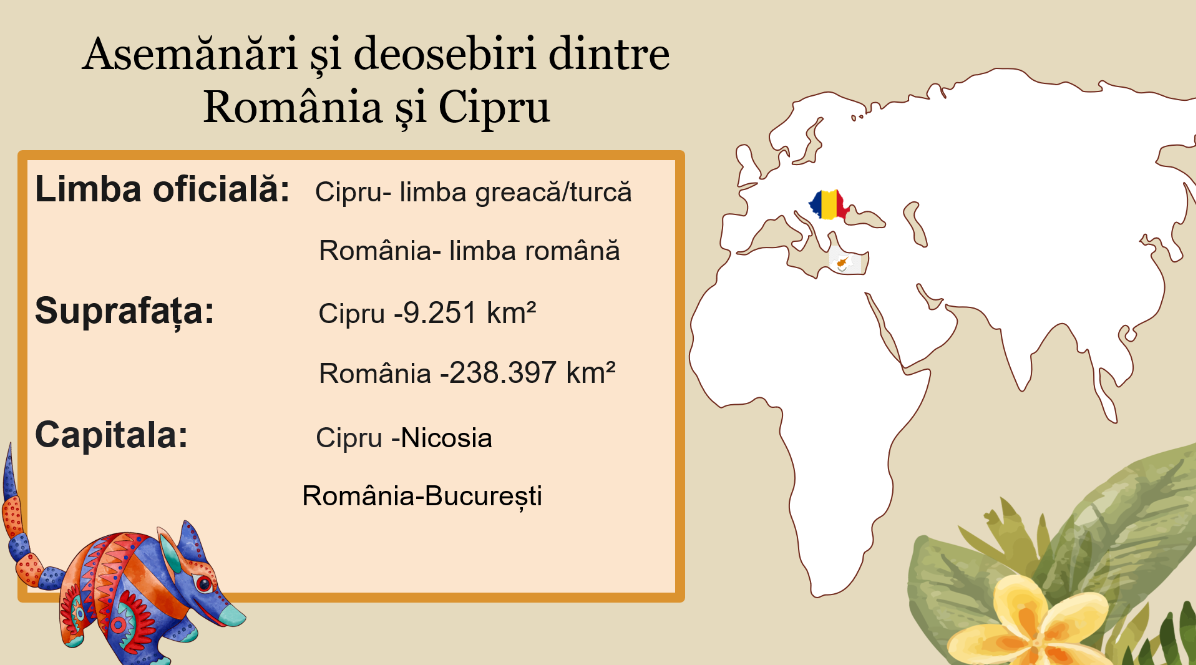 Asemănări și deosebiri dintre
România și Cipru
Limba oficială: Cipru- limba greacă/turcă
România- limba română
Suprafața: Cipru -9.251 km²
România -238.397 km²
Capitala: Cipru -Nicosia
România-București